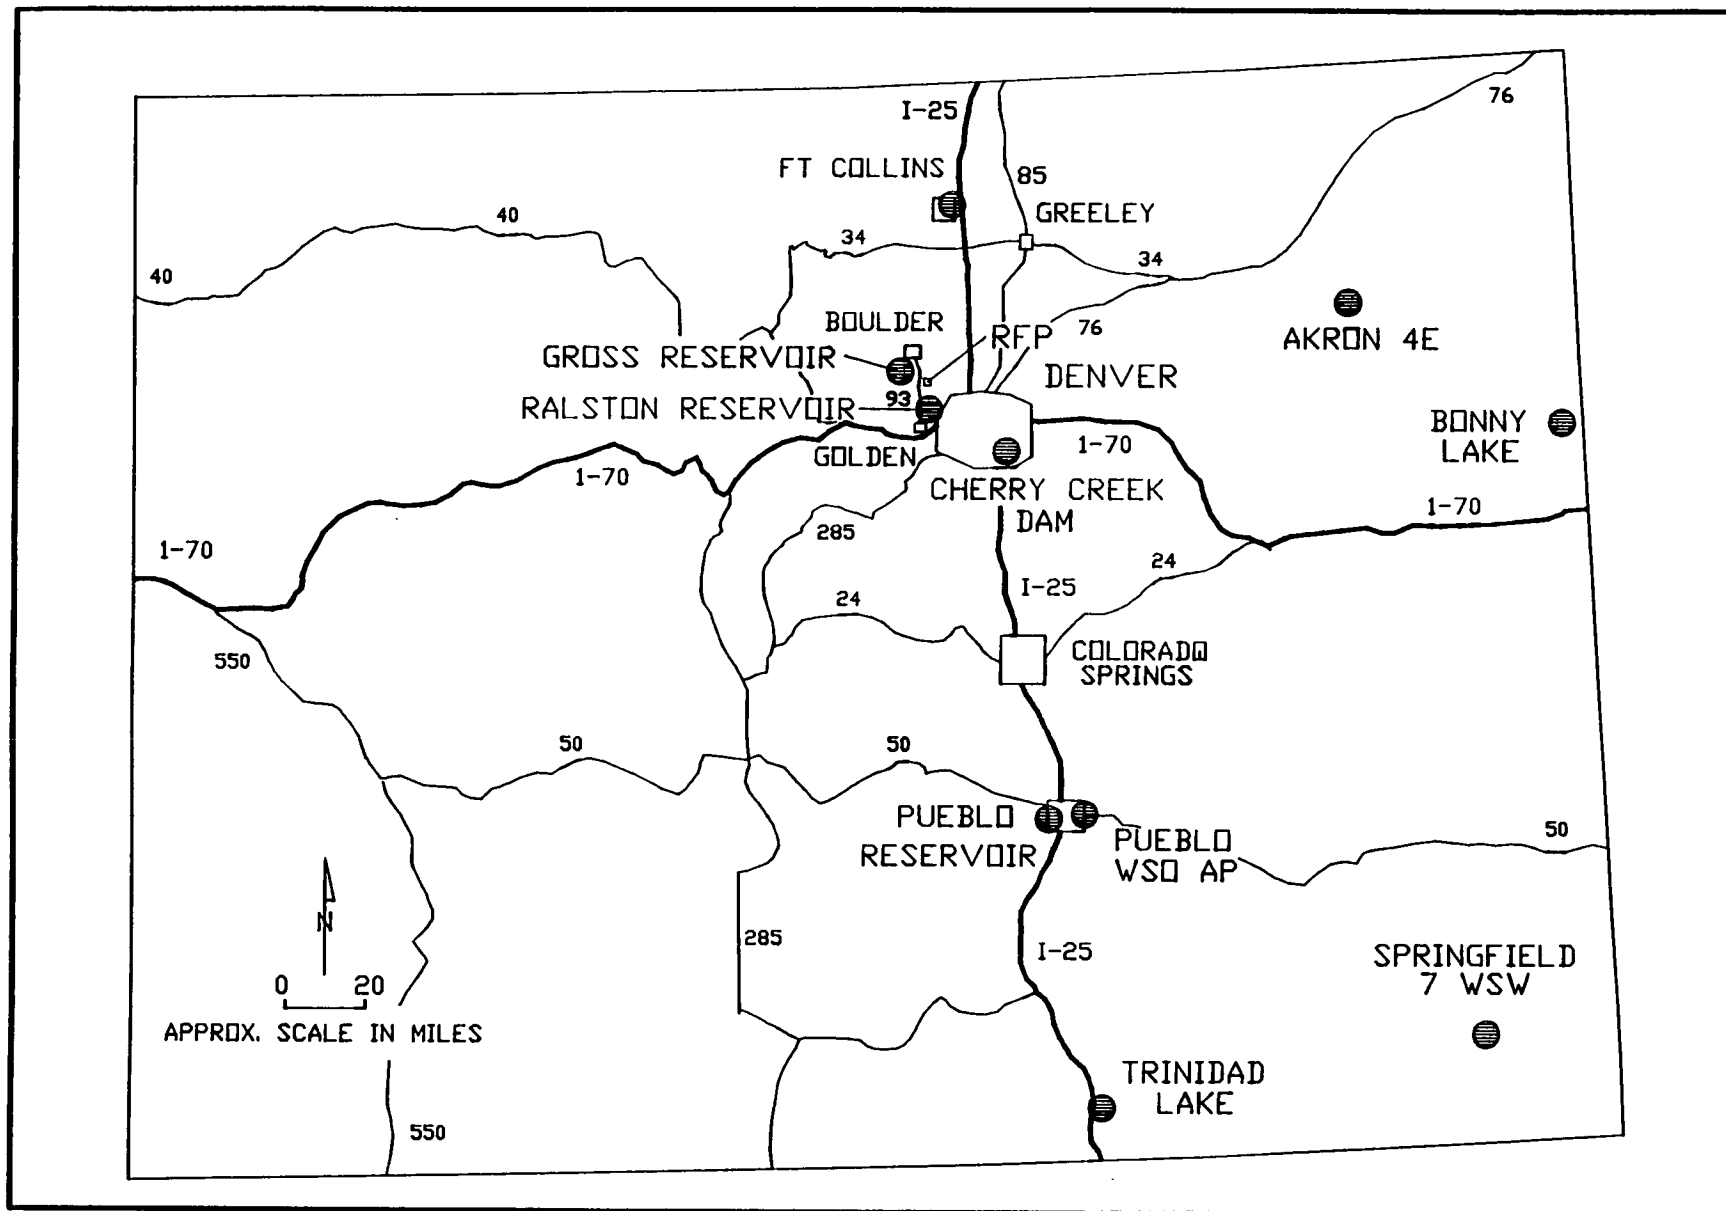 76
I-25
FT COLLINS
85
GREELEY
40
34
34
40
BOULDER
RFP
76
AKRON 4E
GROSS RESERVOIR
DENVER
93
RALSTON RESERVOIR
BONNY
LAKE
GOLDEN
1-70
1-70
CHERRY CREEK
DAM
1-70
285
1-70
24
I-25
24
550
COLORADO
SPRINGS
50
50
PUEBLO
RESERVOIR
PUEBLO
WSO AP
50
N
285
I-25
SPRINGFIELD
7 WSW
0 20
APPROX. SCALE IN MILES
TRINIDAD
LAKE
550